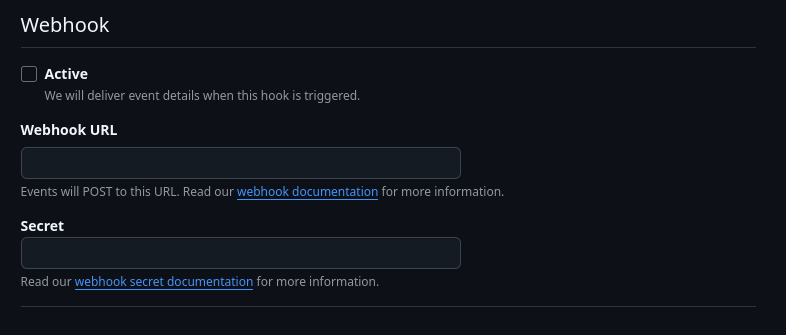 Webhook
Active
We will deliver event details when this hook is triggered.
Webhook URL
Events will POST to this URL. Read our webhook documentation for more information.
Secret
Read our webhook secret documentation for more information.